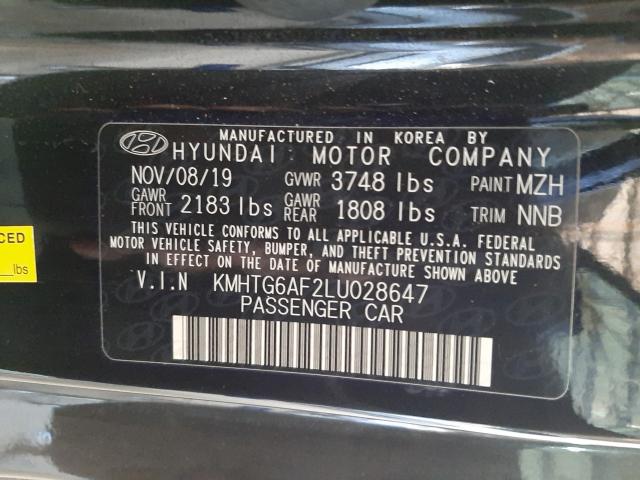 MANUFACTURED IN KOREA BY
HYUNDAI MOTOR COMPANY
NOV/08/19 GVWR 3748 lbs PAINT MZH
GAWR FRONT 2183 lbs GAWR REAR 1808 lbs TRIM NNB
THIS VEHICLE CONFORMS TO ALL APPLICABLE U.S.A. FEDERAL
MOTOR VEHICLE SAFETY, BUMPER, AND THEFT PREVENTION STANDARDS
IN EFFECT ON THE DATE OF MANUFACTURE SHOWN ABOVE
V.I.N KMHTG6AF2LU028647
PASSENGER CAR
CED
lbs